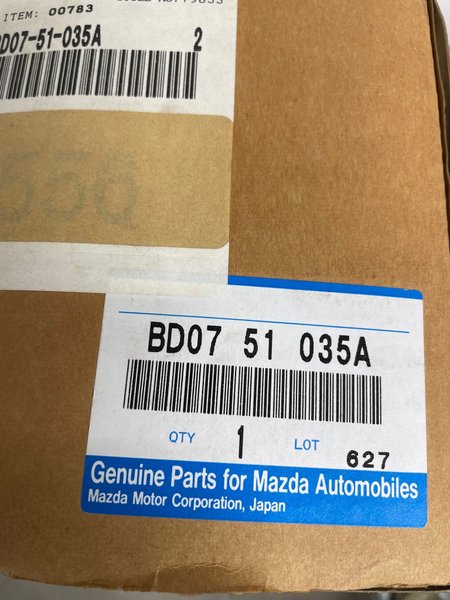 ITEM: 00783
BD07-51-035A 2
556
BD07 51 035A
QTY 1 LOT 627
Genuine Parts for Mazda Automobiles
Mazda Motor Corporation, Japan